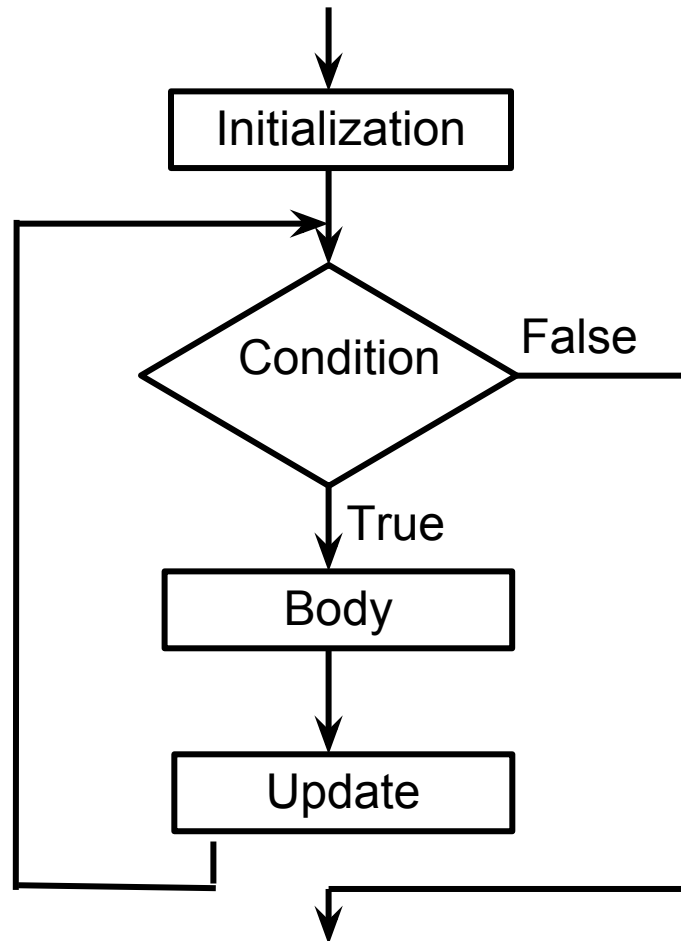 Initialization
Condition
False
True
Body
Update